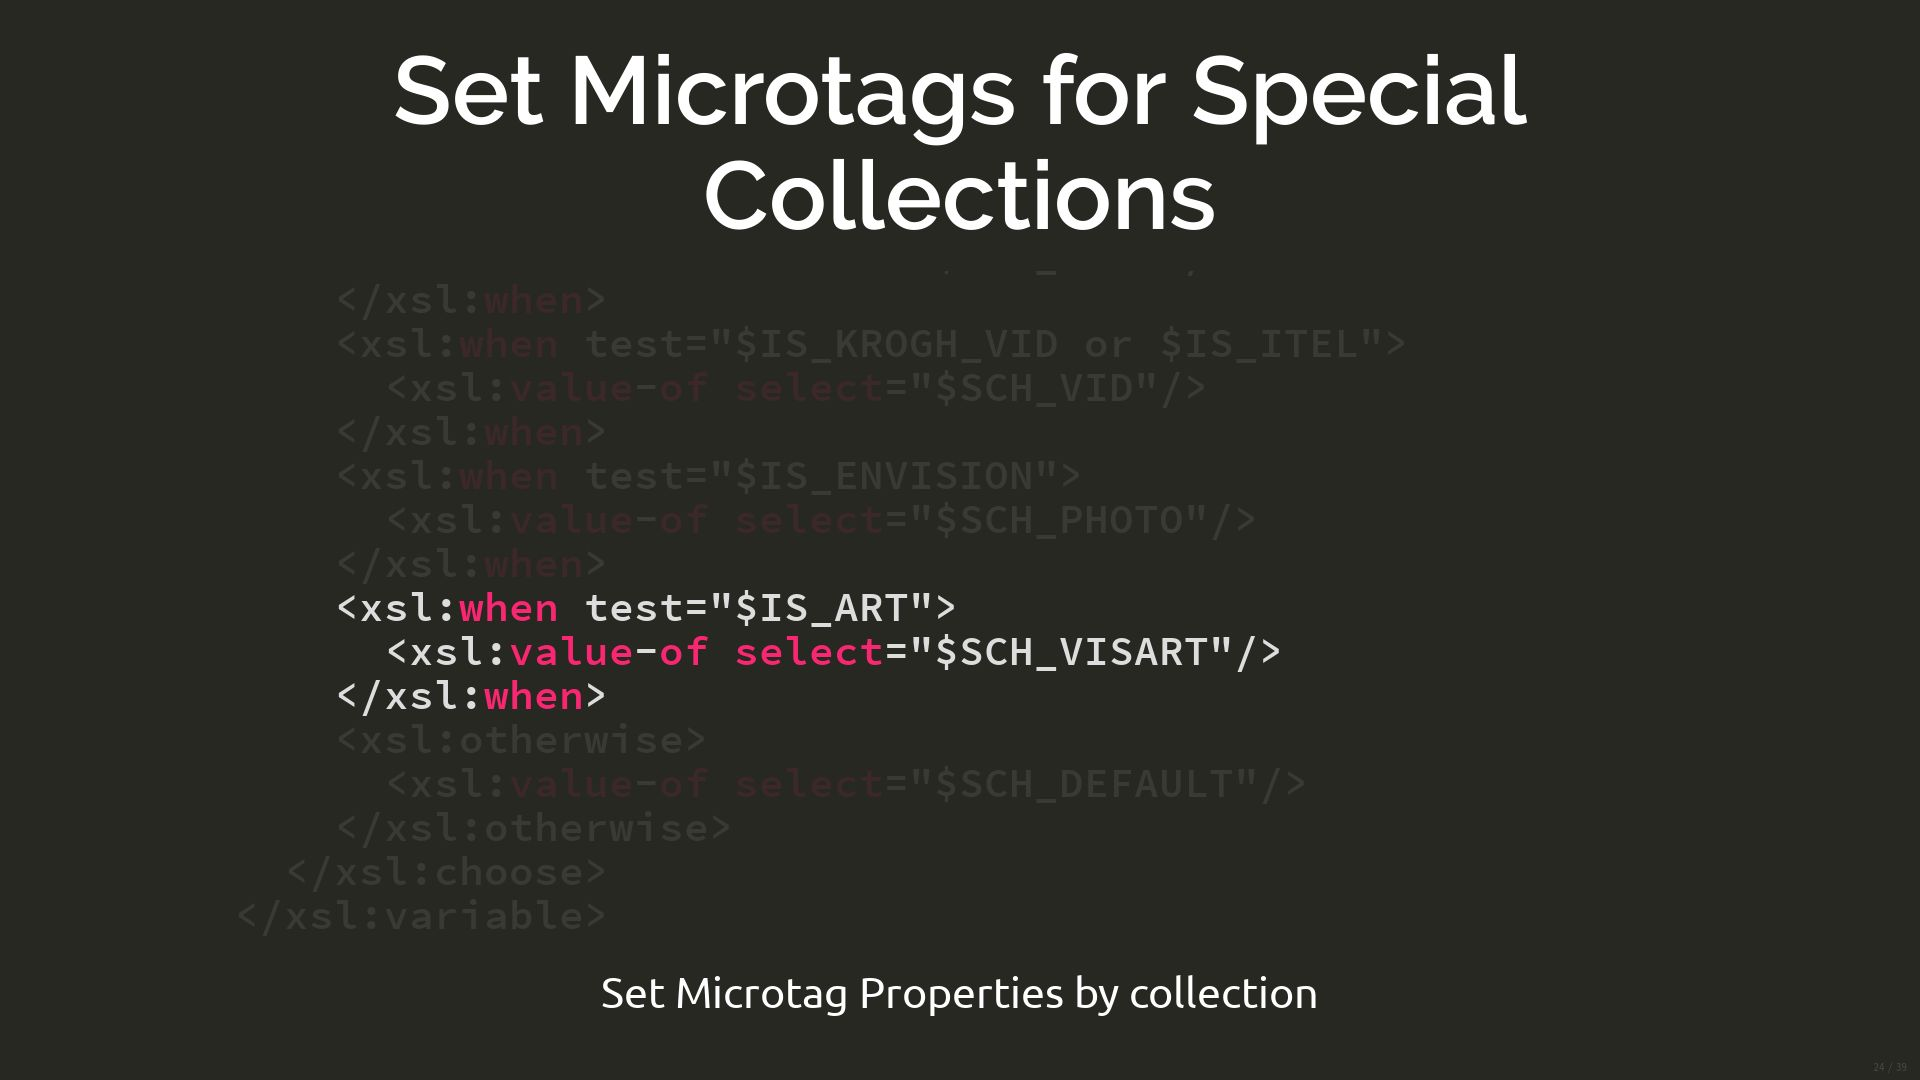 Set Microtags for Special
Collections
    </xsl:when>
    <xsl:when test="$IS_KROGH_VID or $IS_ITEL">
      <xsl:value-of select="$SCH_VID"/>
    </xsl:when>
    <xsl:when test="$IS_ENVISION">
      <xsl:value-of select="$SCH_PHOTO"/>
    </xsl:when>
    <xsl:when test="$IS_ART">
      <xsl:value-of select="$SCH_VISART"/>
    </xsl:when>
    <xsl:otherwise>
      <xsl:value-of select="$SCH_DEFAULT"/>
    </xsl:otherwise>
  </xsl:choose>
</xsl:variable>
Set Microtag Properties by collection
24 / 39